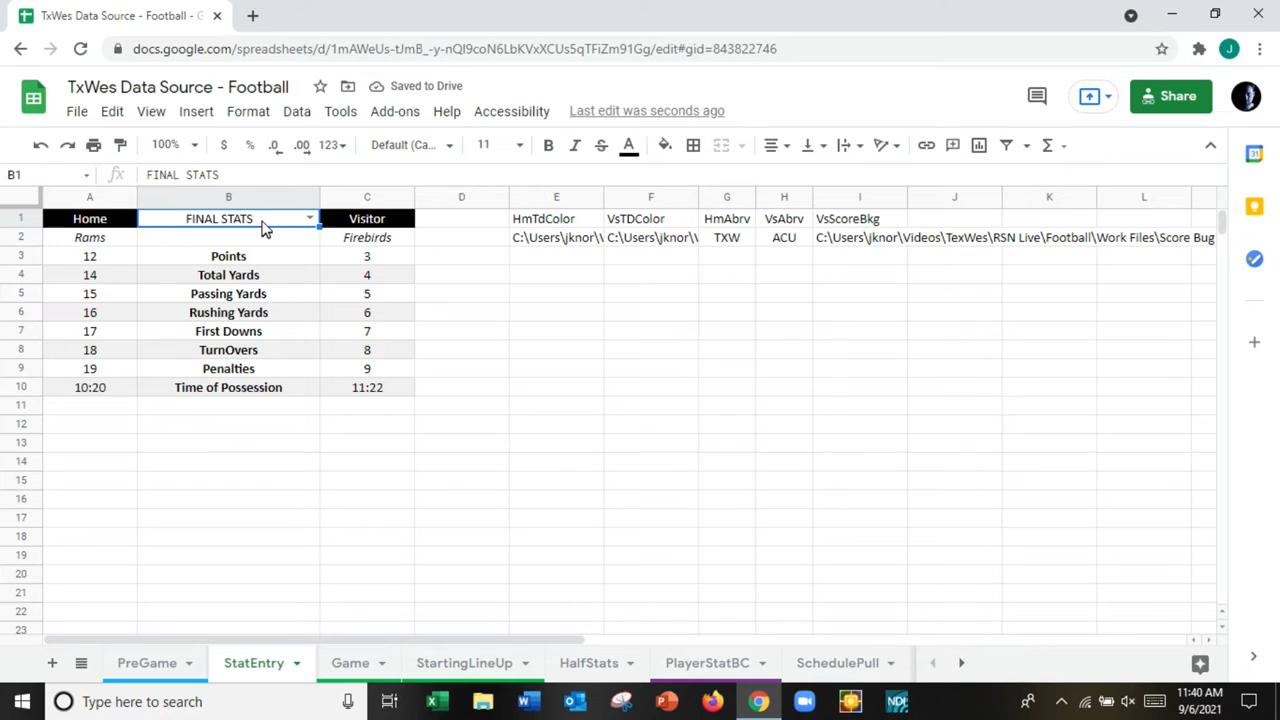 TxWes Data Source - Football - G
docs.google.com/spreadsheets/d/1mAWeUs-tJmB_-y-nQI9coN6LbKVxXCUs5qTFiZm91Gg/edit#gid=843822746
J
TxWes Data Source - Football
Saved to Drive
File Edit View Insert Format Data Tools Add-ons Help Accessibility Last edit was seconds ago
Share
100% $ % .0 .00 123 Default (Ca... 11 B I S A
B1 fx FINAL STATS
A B C D E F G H I J K L
1 Home FINAL STATS Visitor HmTdColor VsTDColor HmAbrv VsAbrv VsScoreBkg
2 Rams Firebirds C:\Users\jknor\\ C:\Users\jknor\\ TXW ACU C:\Users\jknor\Videos\TexWes\RSN Live\Football\Work Files\Score Bug
3 12 Points 3
4 14 Total Yards 4
5 15 Passing Yards 5
6 16 Rushing Yards 6
7 17 First Downs 7
8 18 TurnOvers 8
9 19 Penalties 9
10 10:20 Time of Possession 11:22
11
12
13
14
15
16
17
18
19
20
21
22
23
PreGame StatEntry Game StartingLineUp HalfStats PlayerStatBC SchedulePull
Type here to search
NDI
11:40 AM
9/6/2021